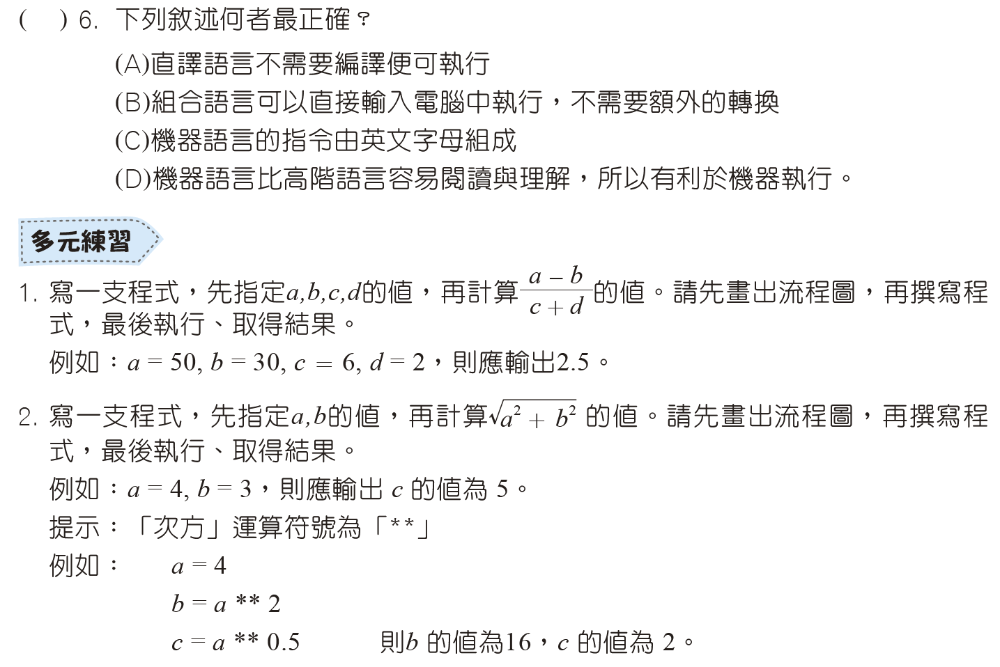 ( ) 6. 下列敘述何者最正確？
(A)直譯語言不需要編譯便可執行
(B)組合語言可以直接輸入電腦中執行，不需要額外的轉換
(C)機器語言的指令由英文字母組成
(D)機器語言比高階語言容易閱讀與理解，所以有利於機器執行。
多元練習
1. 寫一支程式，先指定a,b,c,d的值，再計算\frac{a – b}{c + d}的值。請先畫出流程圖，再撰寫程
式，最後執行、取得結果。
例如：a = 50, b = 30, c = 6, d = 2，則應輸出2.5。
2. 寫一支程式，先指定a,b的值，再計算√(a² + b²) 的值。請先畫出流程圖，再撰寫程
式，最後執行、取得結果。
例如：a = 4, b = 3，則應輸出 c 的值為 5。
提示：「次方」運算符號為「**」
例如： a = 4
b = a ** 2
c = a ** 0.5 則b 的值為16，c 的值為 2。